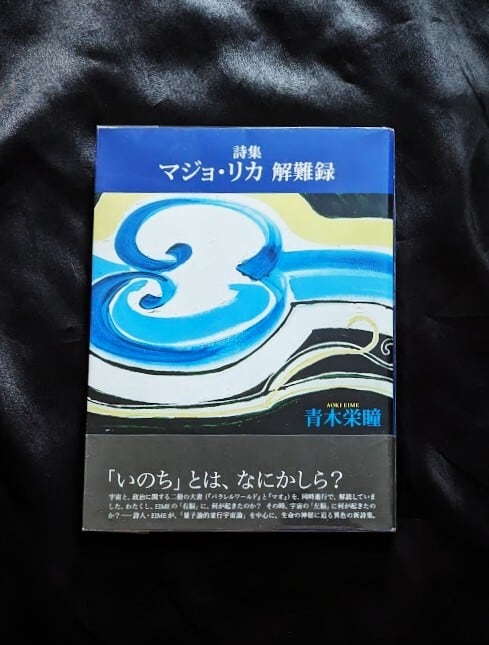 詩集
マジョ・リカ 解難録
AOKI EIME
青木栄瞳
「いのち」とは、なにかしら?
宇宙と、政治に関する二冊の大書(『パラレルワールド』と『マオ』)を、同時進行で、解読していま
した。わたくし、EIMEの「右脳」に、何が起きたのか? その時、宇宙の「左脳」に、何が起きたの
か?——詩人・EIMEが、「量子論的並行宇宙論」を中心に、生命の神秘に迫る異色の新詩集。